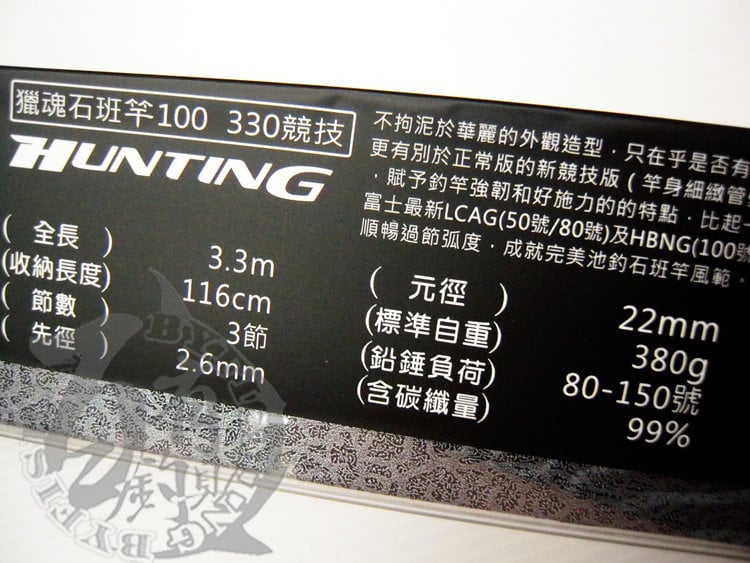 獵魂石班竿100 330競技
HUNTING
不拘泥於華麗的外觀造型，只在乎是否有
更有別於正常版的新競技版（竿身細緻管
，賦予釣竿強韌和好施力的的特點．比起
富士最新LCAG(50號/80號)及HBNG(100號
順暢過節弧度，成就完美池釣石班竿風範．
( 全長 ) 3.3m
(收納長度) 116cm
( 節數 ) 3節
( 先徑 ) 2.6mm
( 元徑 ) 22mm
(標準自重) 380g
(鉛錘負荷) 80-150號
(含碳纖量) 99%